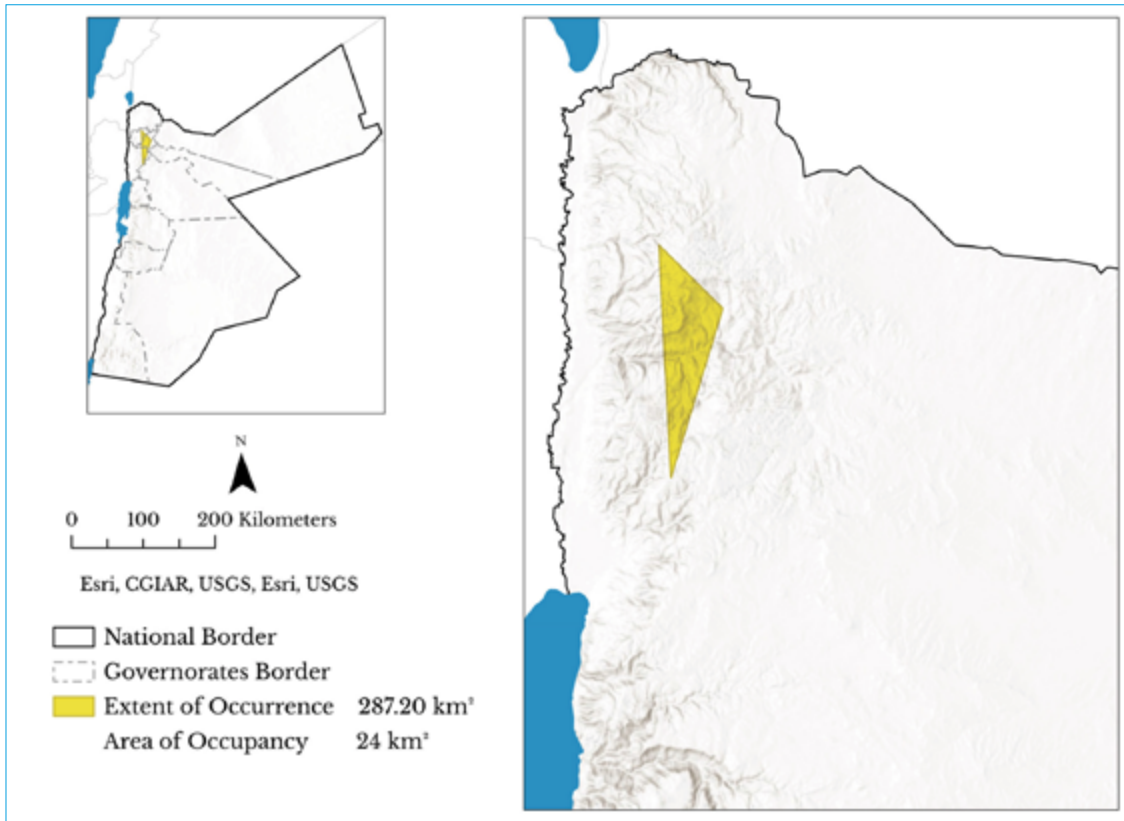 N
0 100 200 Kilometers
Esri, CGIAR, USGS, Esri, USGS
National Border
Governorates Border
Extent of Occurrence 287.20 km²
Area of Occupancy 24 km²